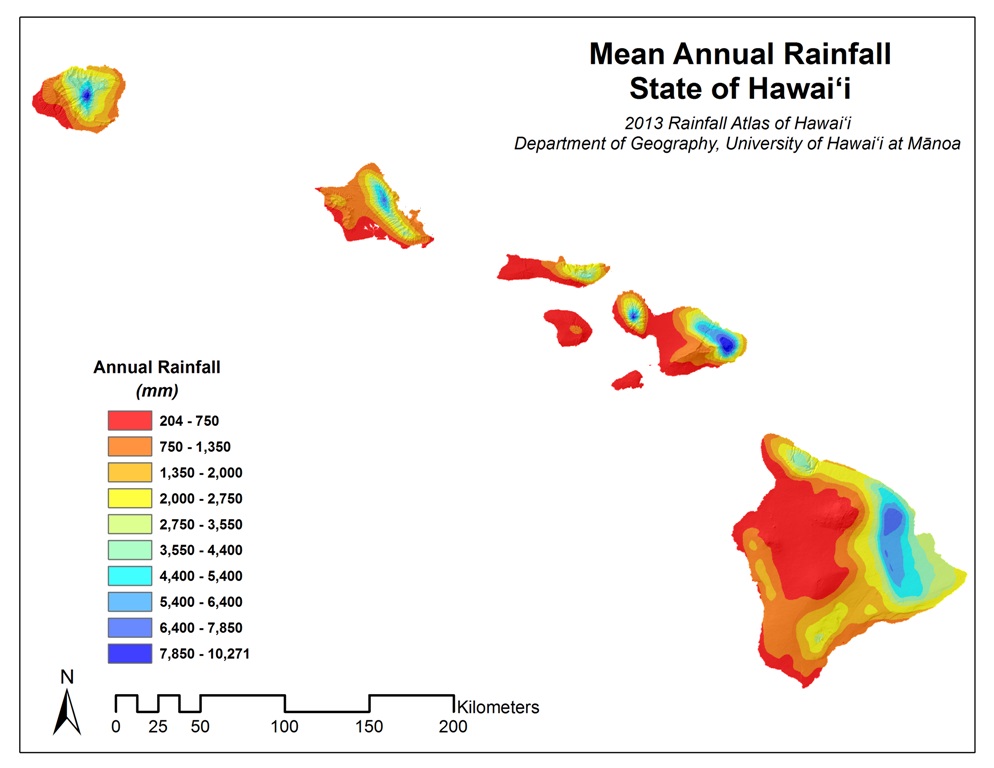 Mean Annual Rainfall
State of Hawai‘i
2013 Rainfall Atlas of Hawai‘i
Department of Geography, University of Hawai‘i at Mānoa
Annual Rainfall
(mm)
204 - 750
750 - 1,350
1,350 - 2,000
2,000 - 2,750
2,750 - 3,550
3,550 - 4,400
4,400 - 5,400
5,400 - 6,400
6,400 - 7,850
7,850 - 10,271
N
Kilometers
0 25 50 100 150 200